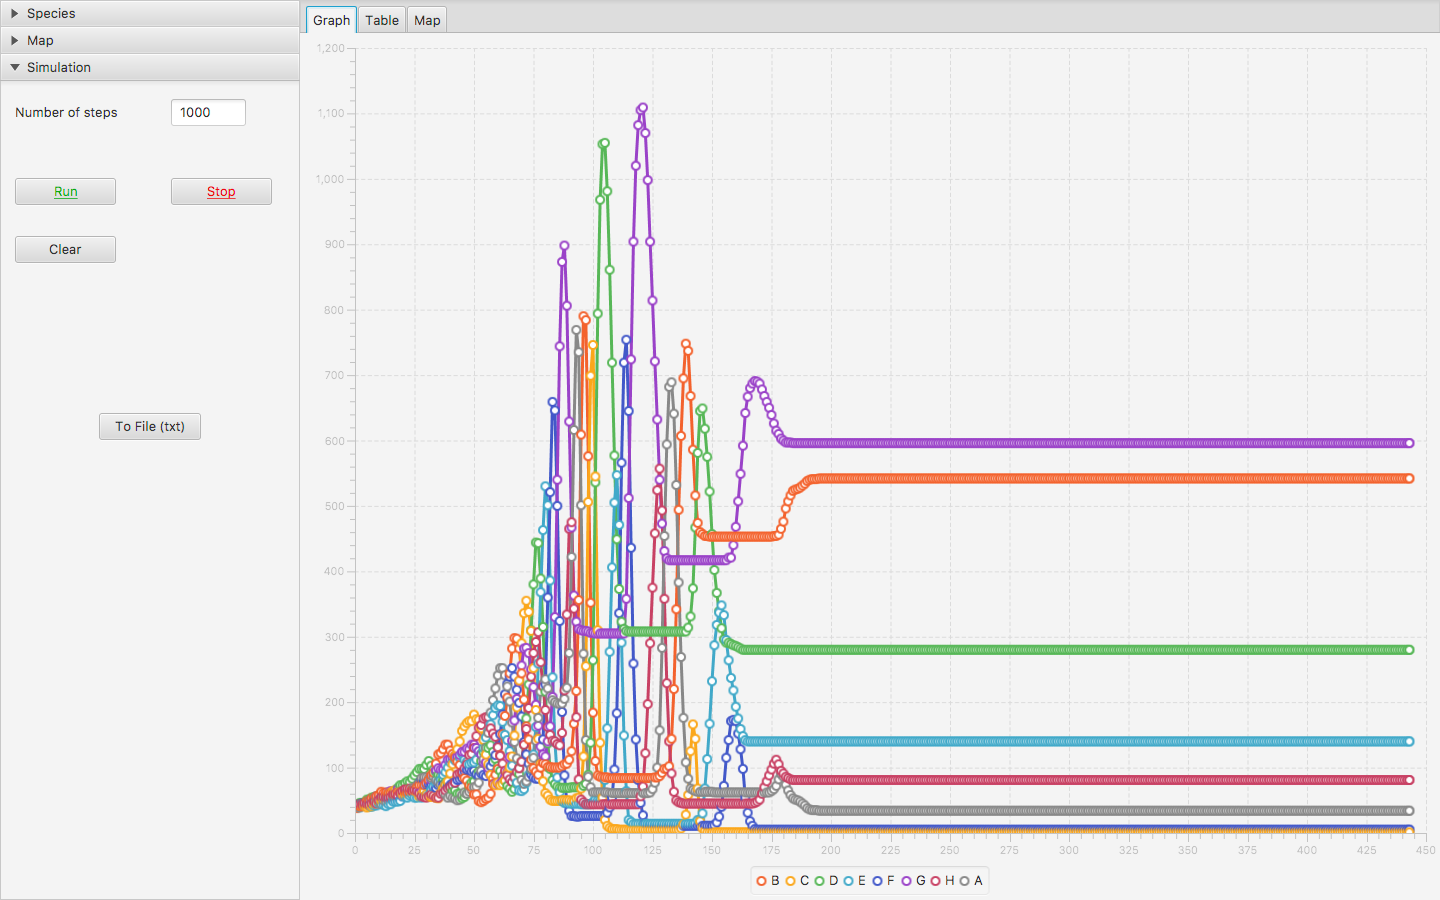 Species
Map
Simulation
Number of steps 1000
Run Stop
Clear
To File (txt)
Graph Table Map
1,200
1,100
1,000
900
800
700
600
500
400
300
200
100
0
0 25 50 75 100 125 150 175 200 225 250 275 300 325 350 375 400 425 450
B C D E F G H A